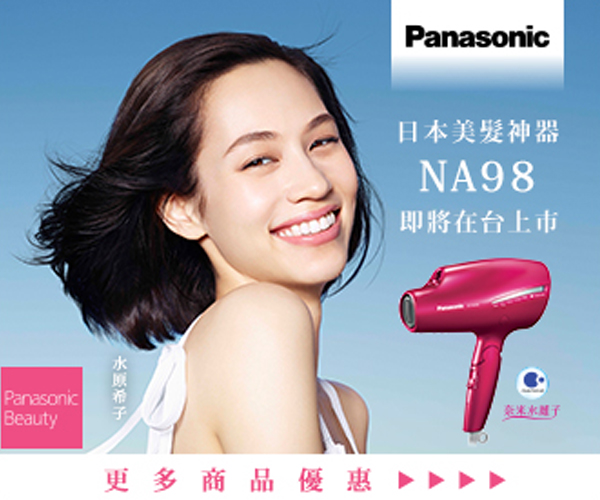 Panasonic
日本美髮神器
NA98
即將在台上市
Panasonic
水原希子
Panasonic
Beauty
奈米水離子
更多商品優惠